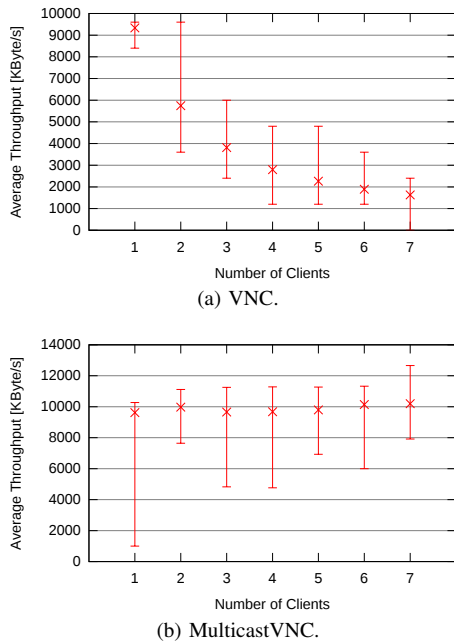 Average Throughput [KByte/s]
10000
9000
8000
7000
6000
5000
4000
3000
2000
1000
0
1 2 3 4 5 6 7
Number of Clients
(a) VNC.
Average Throughput [KByte/s]
14000
12000
10000
8000
6000
4000
2000
0
1 2 3 4 5 6 7
Number of Clients
(b) MulticastVNC.